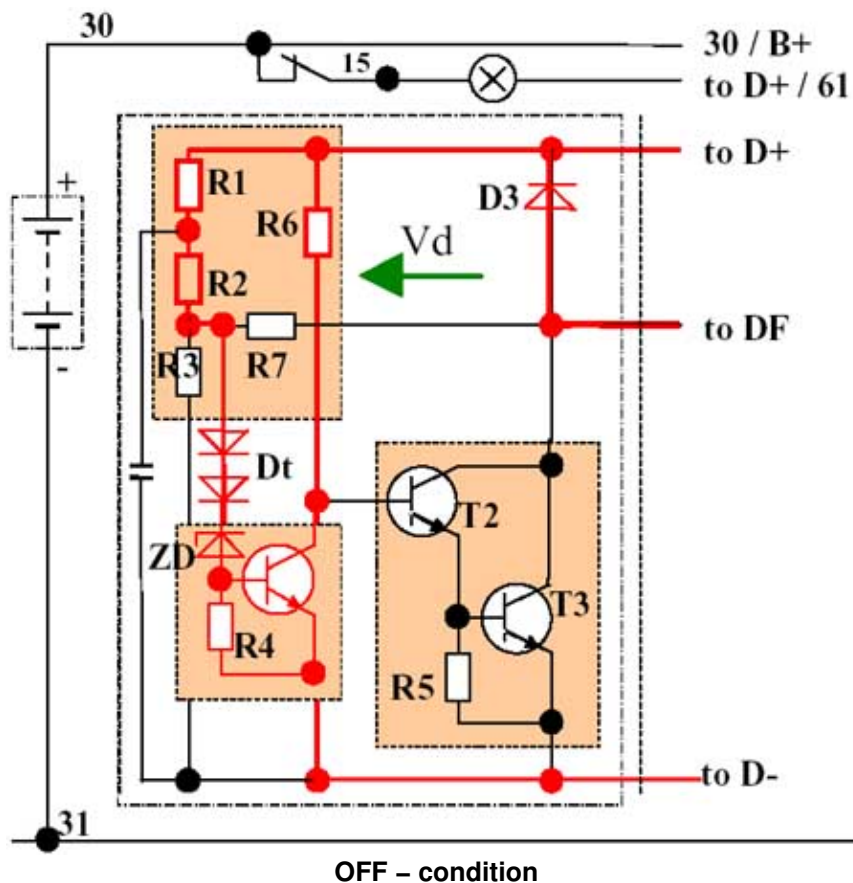 30
30 / B+
15
to D+ / 61
to D+
R1
D3
R6
Vd
+
R2
to DF
R3
R7
-
Dt
T2
ZD
T3
R4
R5
to D-
31
OFF – condition